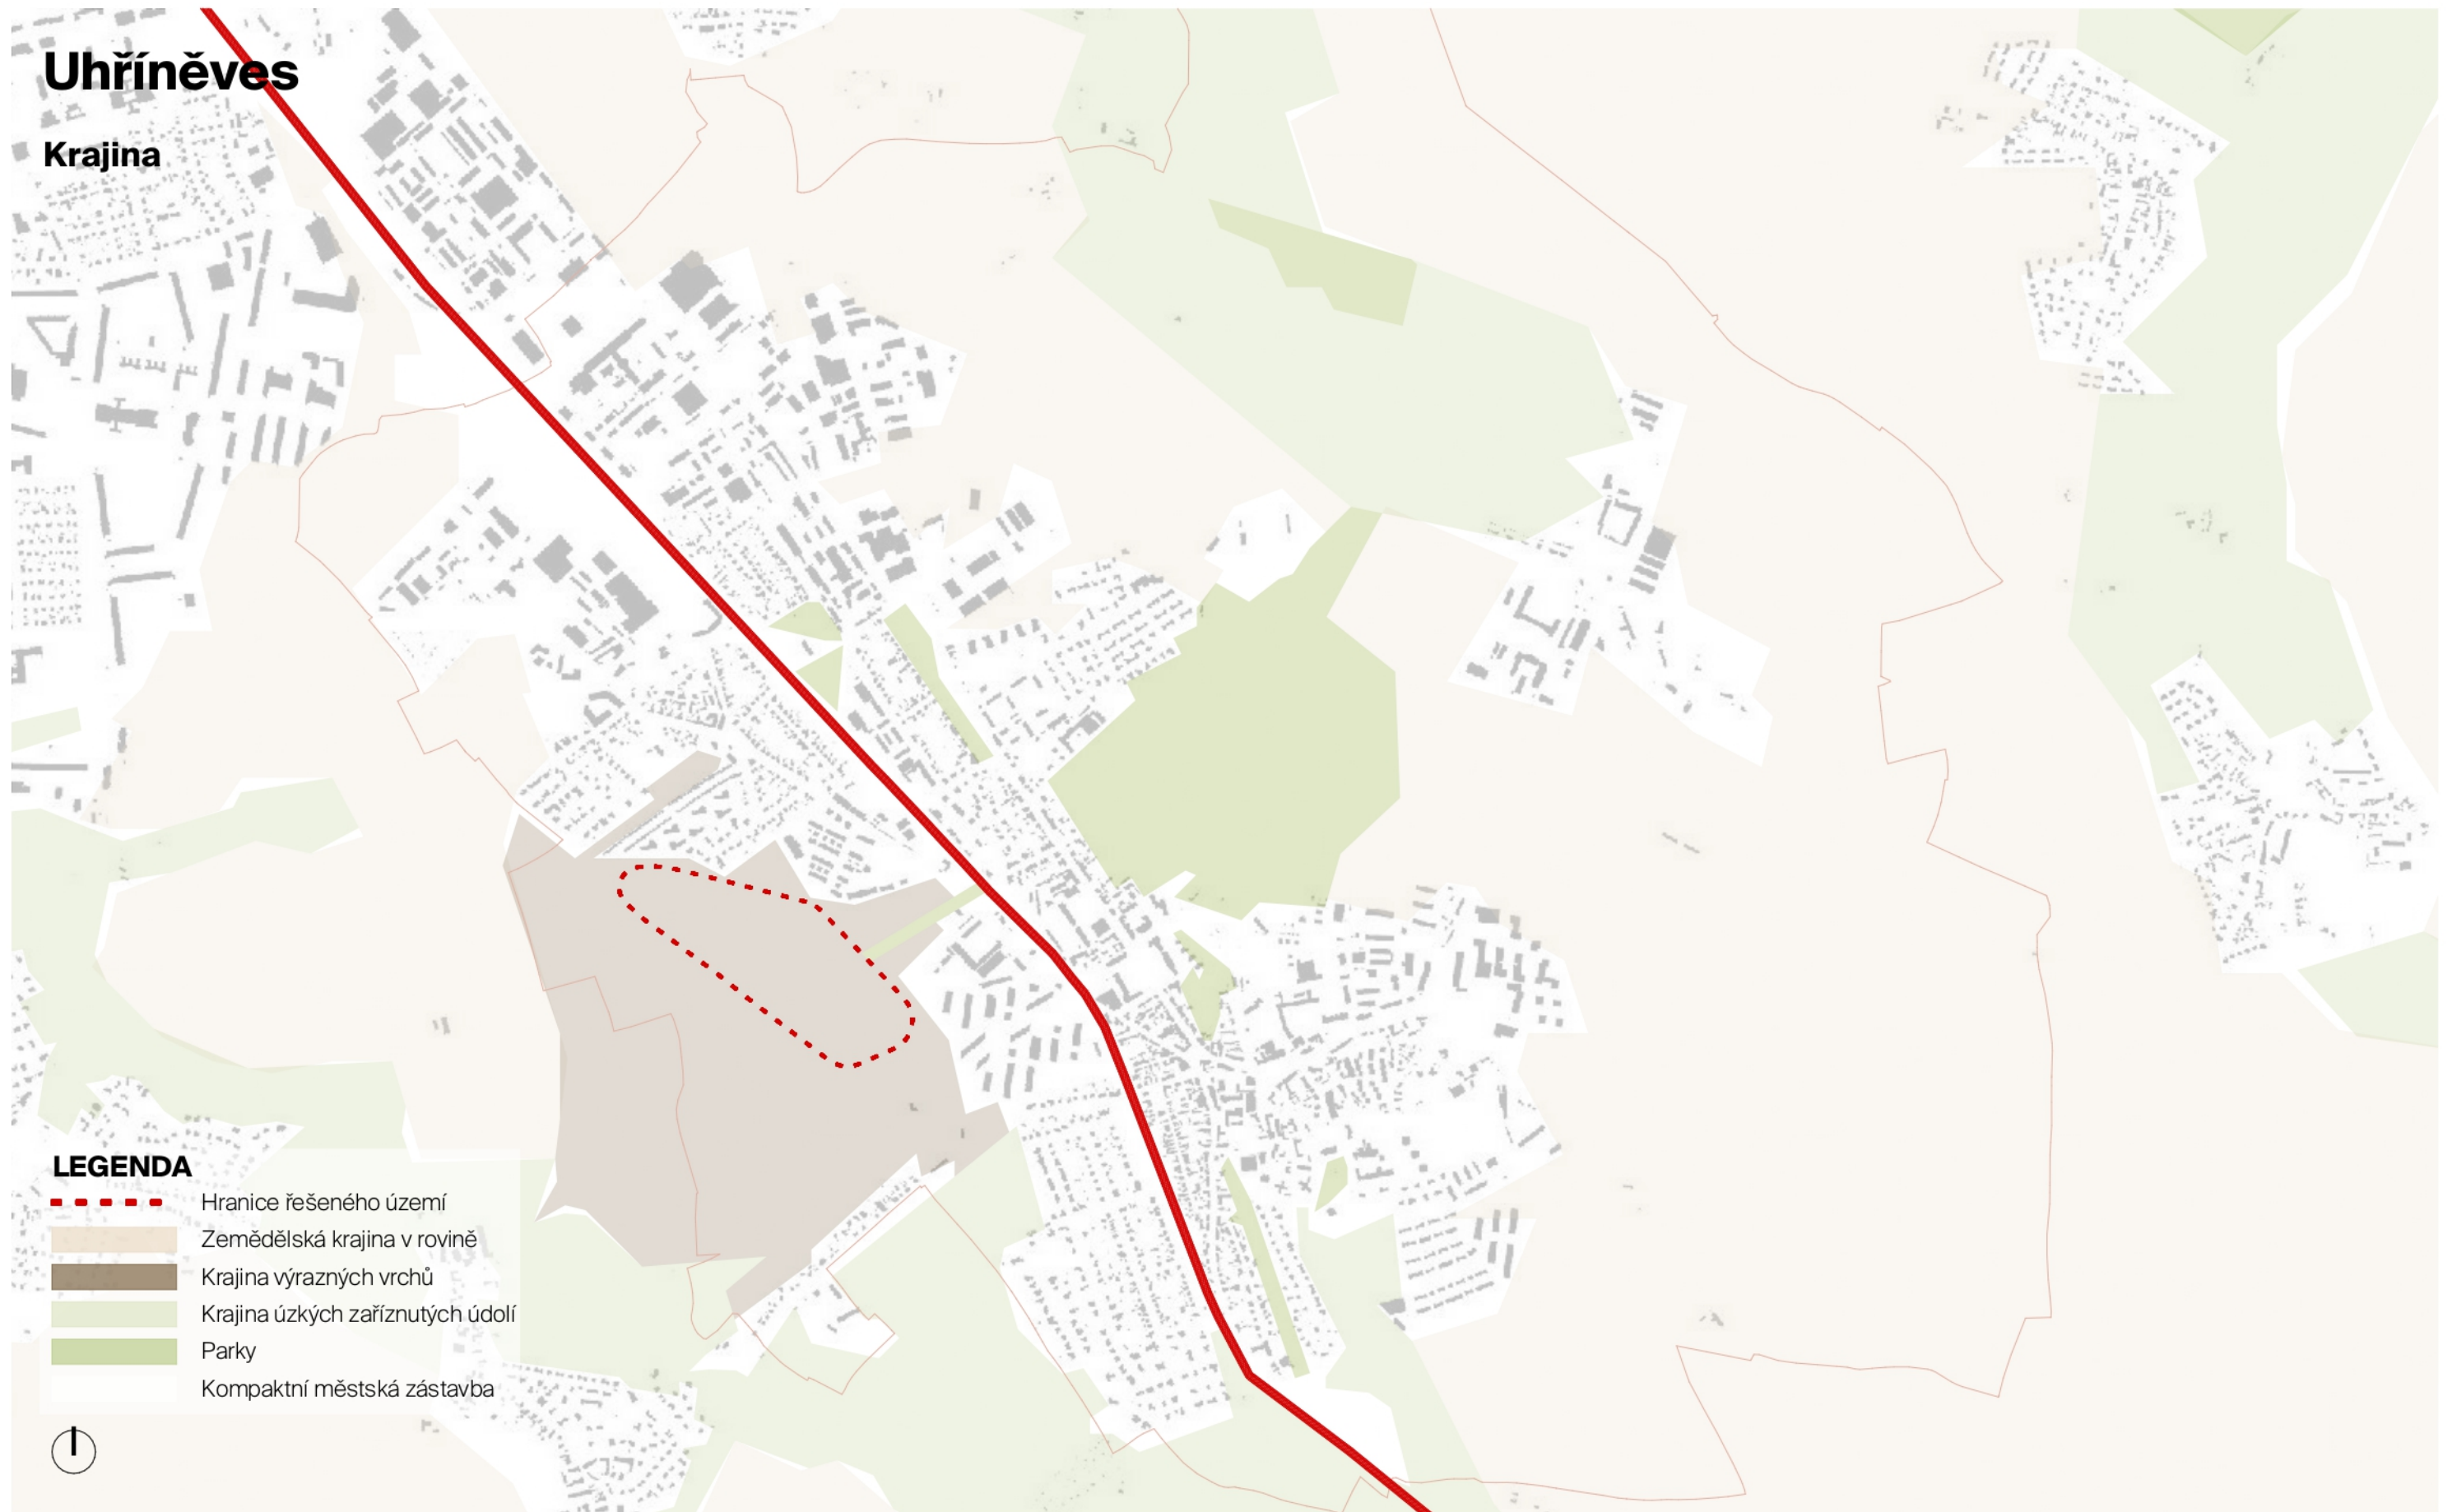 Uhříněves
Krajina
LEGENDA
Hranice řešeného území
Zemědělská krajina v rovině
Krajina výrazných vrchů
Krajina úzkých zaříznutých údolí
Parky
Kompaktní městská zástavba